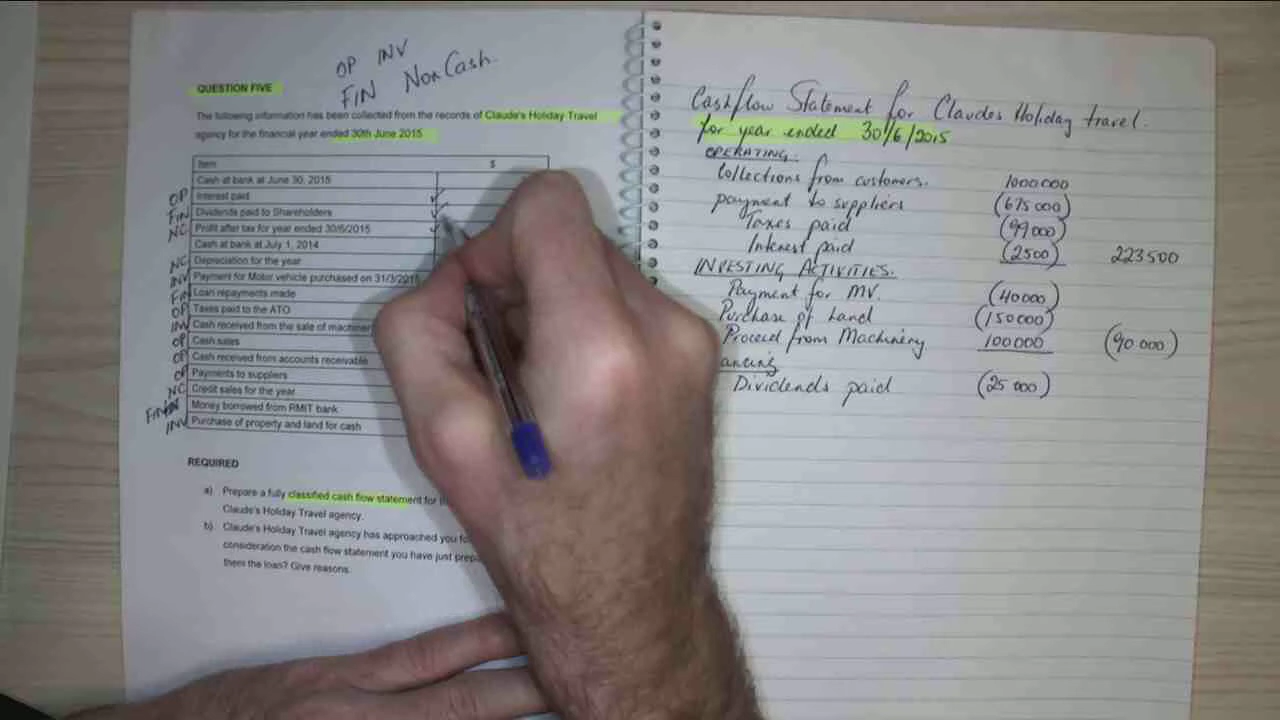 OP INV
FIN Non Cash.
QUESTION FIVE
The following information has been collected from the records of Claude's Holiday Travel
agency for the financial year ended 30th June 2015
Item $
Cash at bank at June 30, 2015
OP Interest paid
FIN Dividends paid to Shareholders
NC Profit after tax for year ended 30/6/2015
Cash at bank at July 1, 2014
NC Depreciation for the year
INV Payment for Motor vehicle purchased on 31/3/2015
FIN Loan repayments made
OP Taxes paid to the ATO
INV Cash received from the sale of machinery
OP Cash sales
OP Cash received from accounts receivable
OP Payments to suppliers
NC Credit sales for the year
FIN Money borrowed from RMIT bank
INV Purchase of property and land for cash
REQUIRED
a) Prepare a fully classified cash flow statement for
Claude's Holiday Travel agency.
b) Claude's Holiday Travel agency has approached you
consideration the cash flow statement you have just
them the loan? Give reasons.
Cashflow Statement for Claudes Holiday travel.
for year ended 30/6/2015
OPERATING.
Collections from customers. 1000000
payment to suppliers (675 000)
Taxes paid (99000)
Interest paid (2500) 223500
INVESTING ACTIVITIES.
Payment for MV. (40000)
Purchase of Land (150000)
Proceed from Machinery 100000 (90 000)
ancing
Dividends paid (25 000)